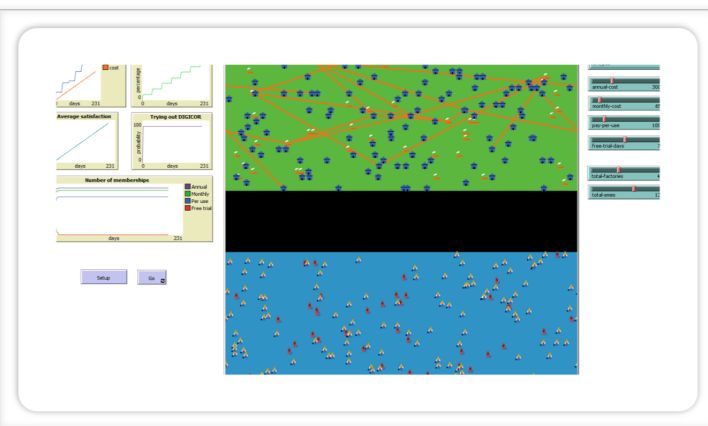 cost
days 231
percentage
0
0 days 231
Average-satisfaction
days 231
Trying out DIGICOR
probability
100
0
0 days 231
Number of memberships
Annual
Monthly
Per use
Free trial
days 231
Setup
Go
annual-cost
monthly-cost
pay-per-use
free-trial-days
total-factories
total-smes